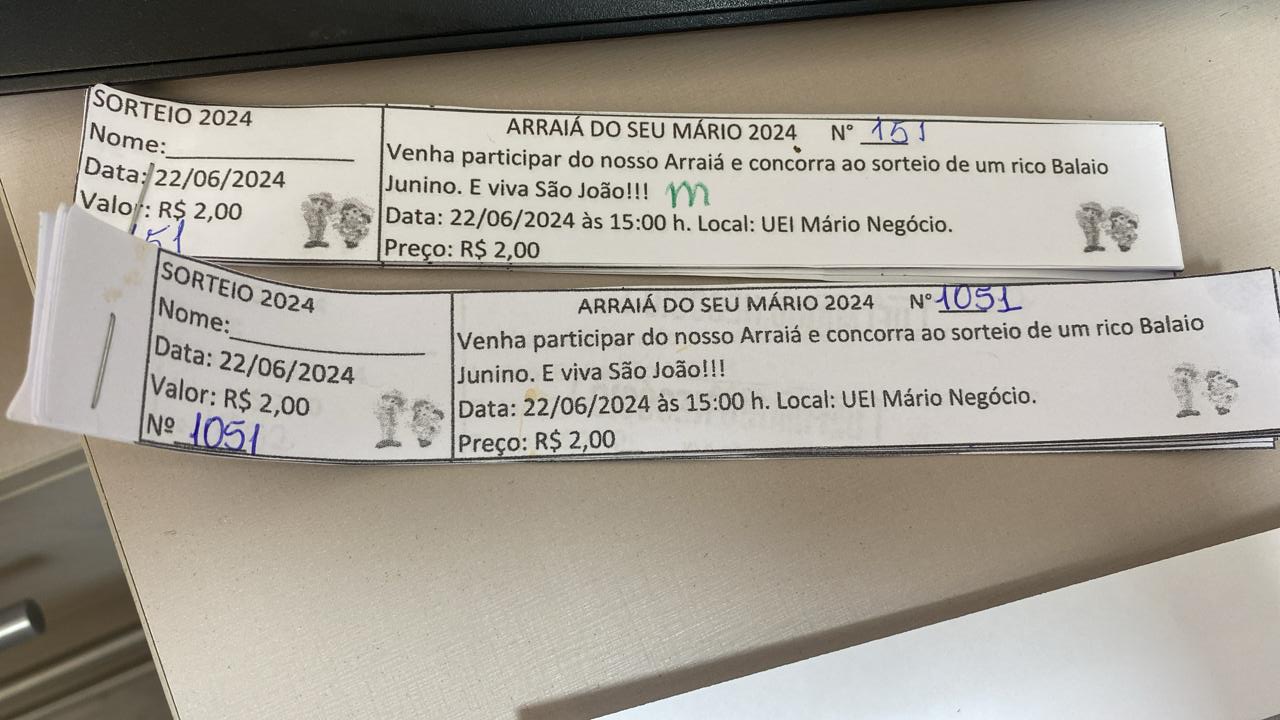 SORTEIO 2024
Nome:_______________
Data: 22/06/2024
Valor: R$ 2,00
151
ARRAIÁ DO SEU MÁRIO 2024 N° 151
Venha participar do nosso Arraiá e concorra ao sorteio de um rico Balaio
Junino. E viva São João!!! m
Data: 22/06/2024 às 15:00 h. Local: UEI Mário Negócio.
Preço: R$ 2,00
SORTEIO 2024
Nome:_______________
Data: 22/06/2024
Valor: R$ 2,00
Nº 1051
ARRAIÁ DO SEU MÁRIO 2024 N° 1051
Venha participar do nosso Arraiá e concorra ao sorteio de um rico Balaio
Junino. E viva São João!!!
Data: 22/06/2024 às 15:00 h. Local: UEI Mário Negócio.
Preço: R$ 2,00